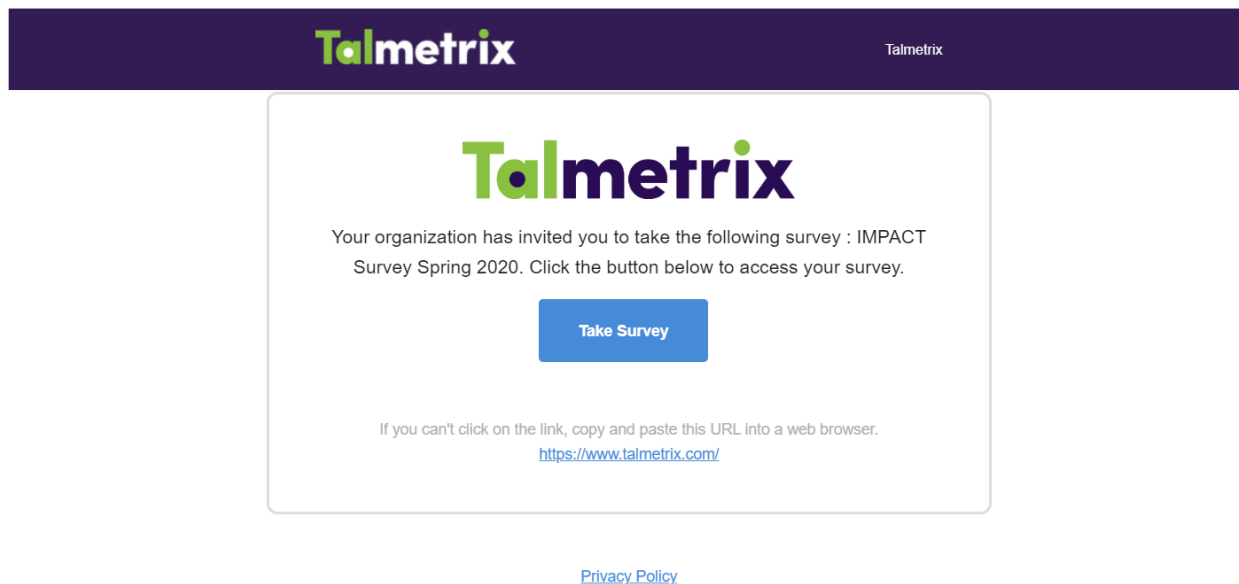 Talmetrix
Talmetrix
Talmetrix
Your organization has invited you to take the following survey : IMPACT
Survey Spring 2020. Click the button below to access your survey.
Take Survey
If you can't click on the link, copy and paste this URL into a web browser.
https://www.talmetrix.com/
Privacy Policy